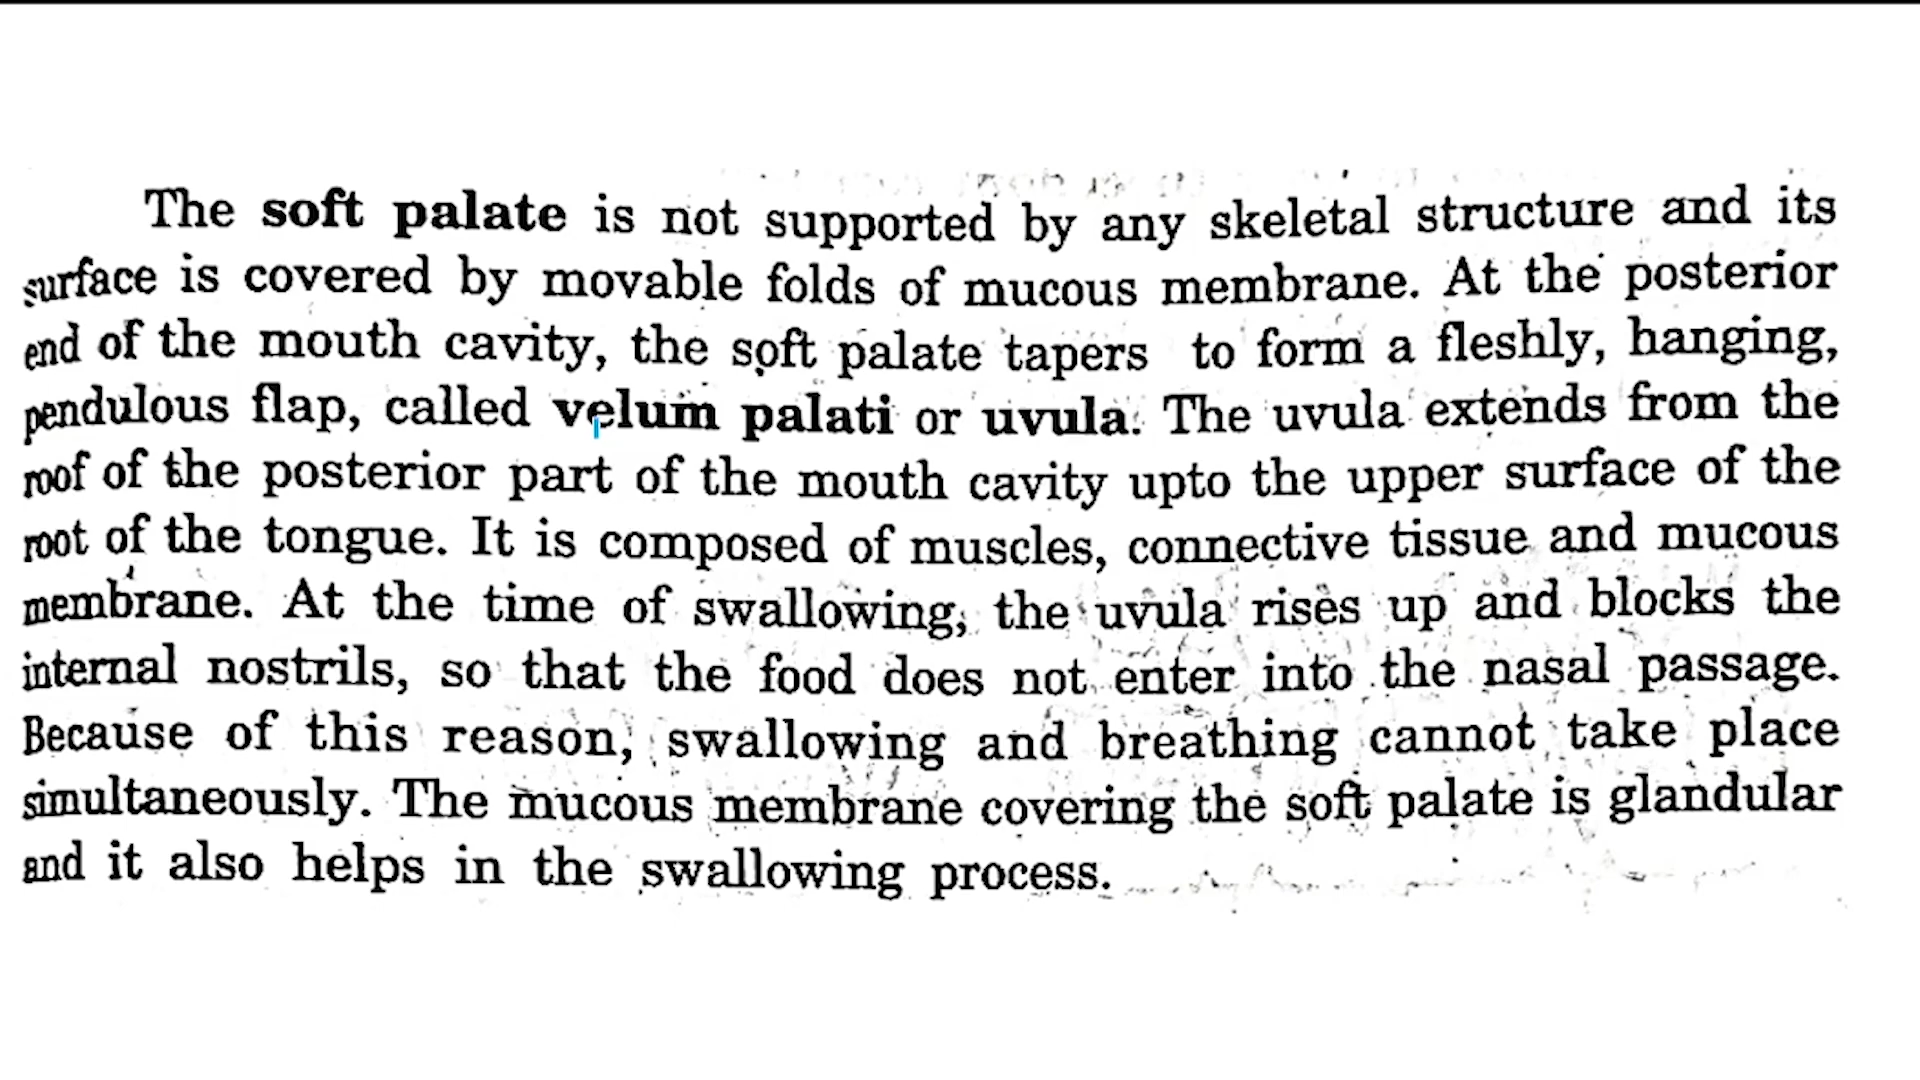 The soft palate is not supported by any skeletal structure and its
surface is covered by movable folds of mucous membrane. At the posterior
end of the mouth cavity, the soft palate tapers to form a fleshly, hanging,
pendulous flap, called velum palati or uvula. The uvula extends from the
roof of the posterior part of the mouth cavity upto the upper surface of the
root of the tongue. It is composed of muscles, connective tissue and mucous
membrane. At the time of swallowing, the uvula rises up and blocks the
internal nostrils, so that the food does not enter into the nasal passage.
Because of this reason, swallowing and breathing cannot take place
simultaneously. The mucous membrane covering the soft palate is glandular
and it also helps in the swallowing process.